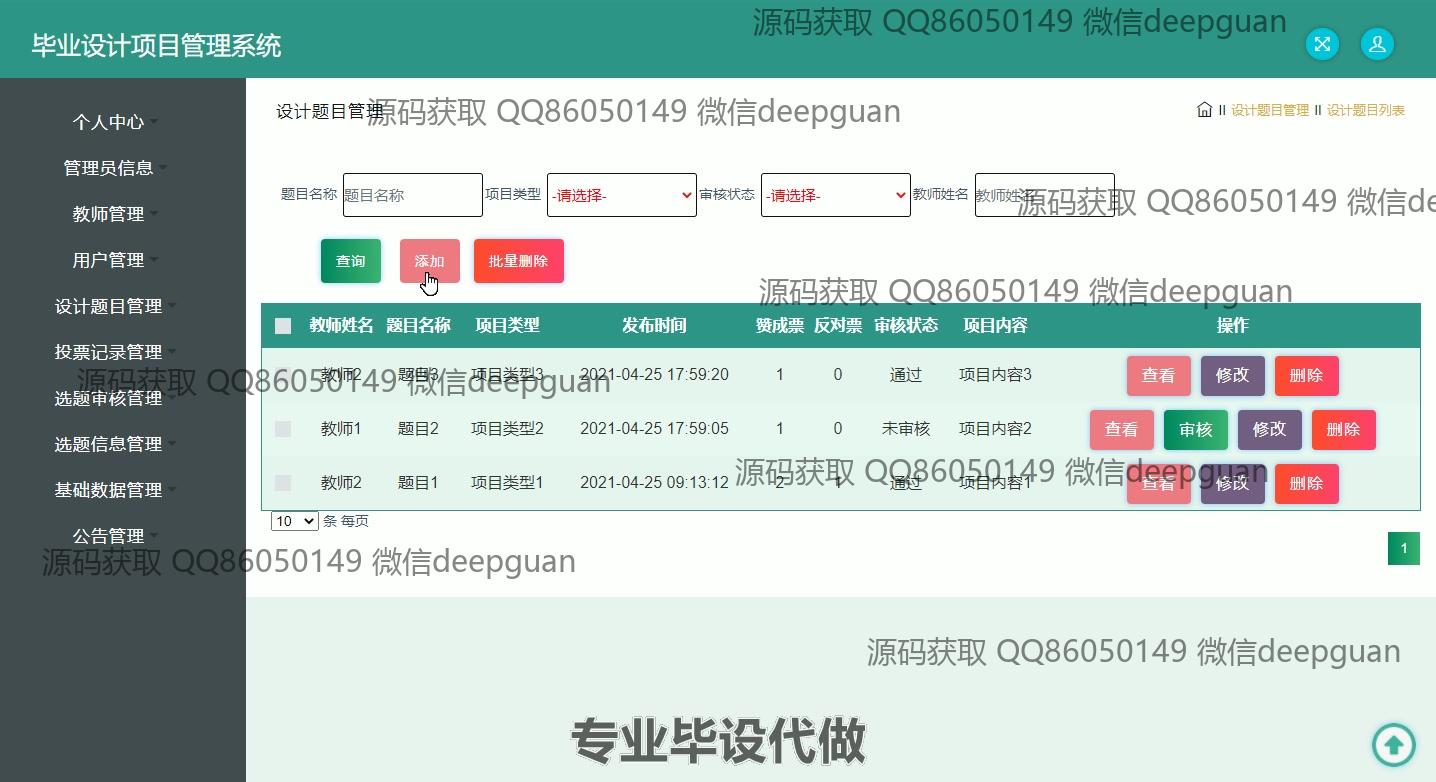 源码获取 QQ86050149 微信deepguan
毕业设计项目管理系统
设计题目管理
源码获取 QQ86050149 微信deepguan
II 设计题目管理 II 设计题目列表
个人中心
管理员信息
教师管理
用户管理
设计题目管理
投票记录管理
选题审核管理
选题信息管理
基础数据管理
公告管理
题目名称 题目名称 项目类型 -请选择- 审核状态 -请选择- 教师姓名 教师姓名
源码获取 QQ86050149 微信de
查询 添加 批量删除
源码获取 QQ86050149 微信deepguan
教师姓名 题目名称 项目类型 发布时间 赞成票 反对票 审核状态 项目内容 操作
教师2 题目3 项目类型3 2021-04-25 17:59:20 1 0 通过 项目内容3 查看 修改 删除
源码获取 QQ86050149 微信deepguan
教师1 题目2 项目类型2 2021-04-25 17:59:05 1 0 未审核 项目内容2 查看 审核 修改 删除
源码获取 QQ86050149 微信deepguan
教师2 题目1 项目类型1 2021-04-25 09:13:12 2 1 通过 项目内容1 查看 修改 删除
10 条 每页
1
源码获取 QQ86050149 微信deepguan
源码获取 QQ86050149 微信deepguan
专业毕设代做